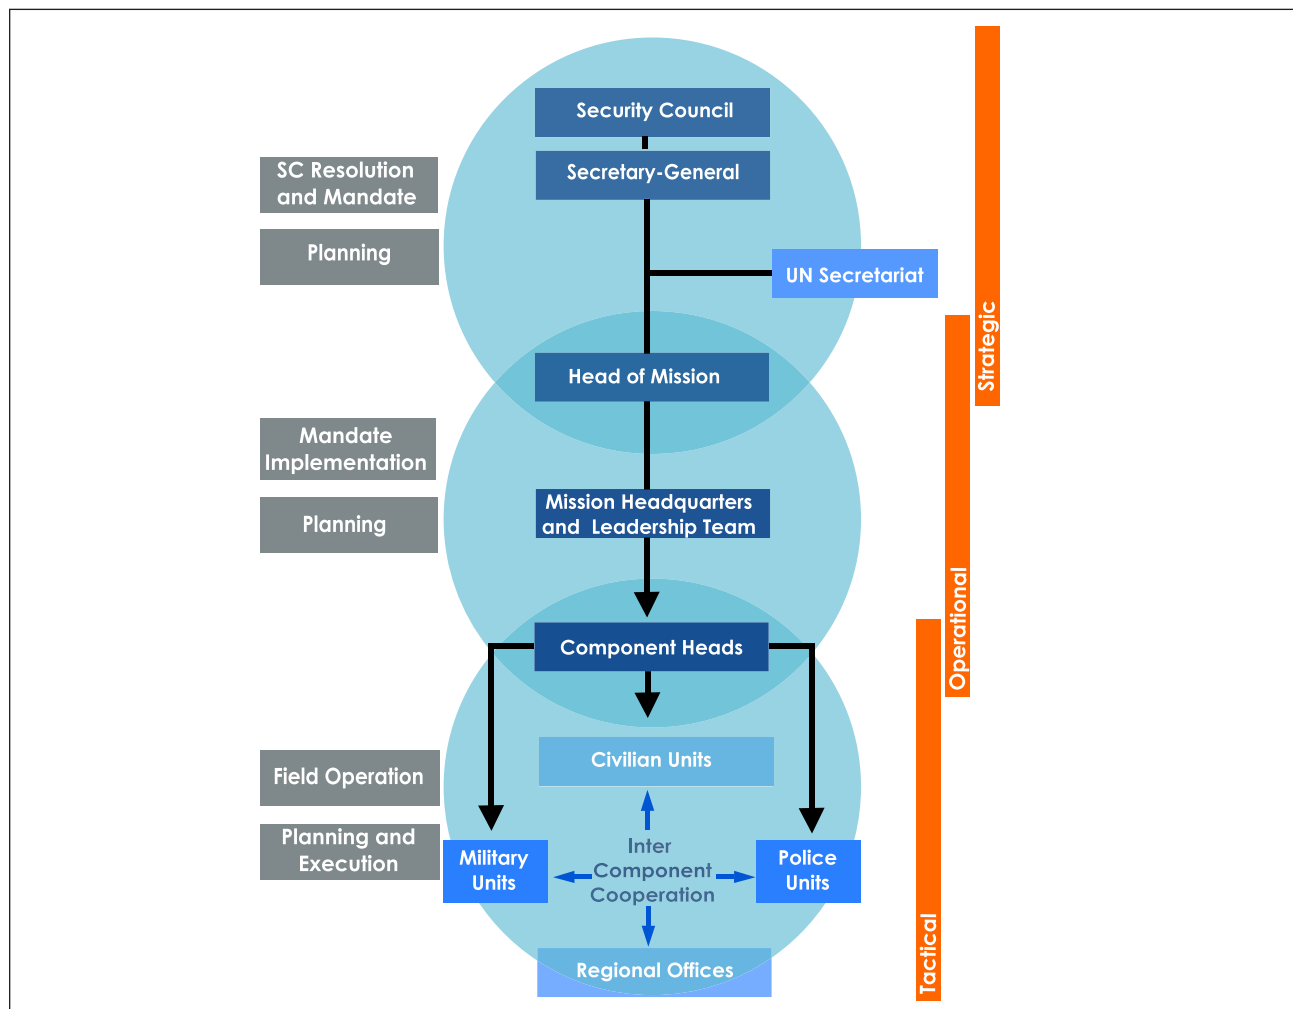 Security Council
SC Resolution
and Mandate
Secretary-General
Planning
UN Secretariat
Strategic
Head of Mission
Mandate
Implementation
Mission Headquarters
and Leadership Team
Planning
Operational
Component Heads
Civilian Units
Field Operation
Planning and
Execution
Military
Units
Inter
Component
Cooperation
Police
Units
Tactical
Regional Offices